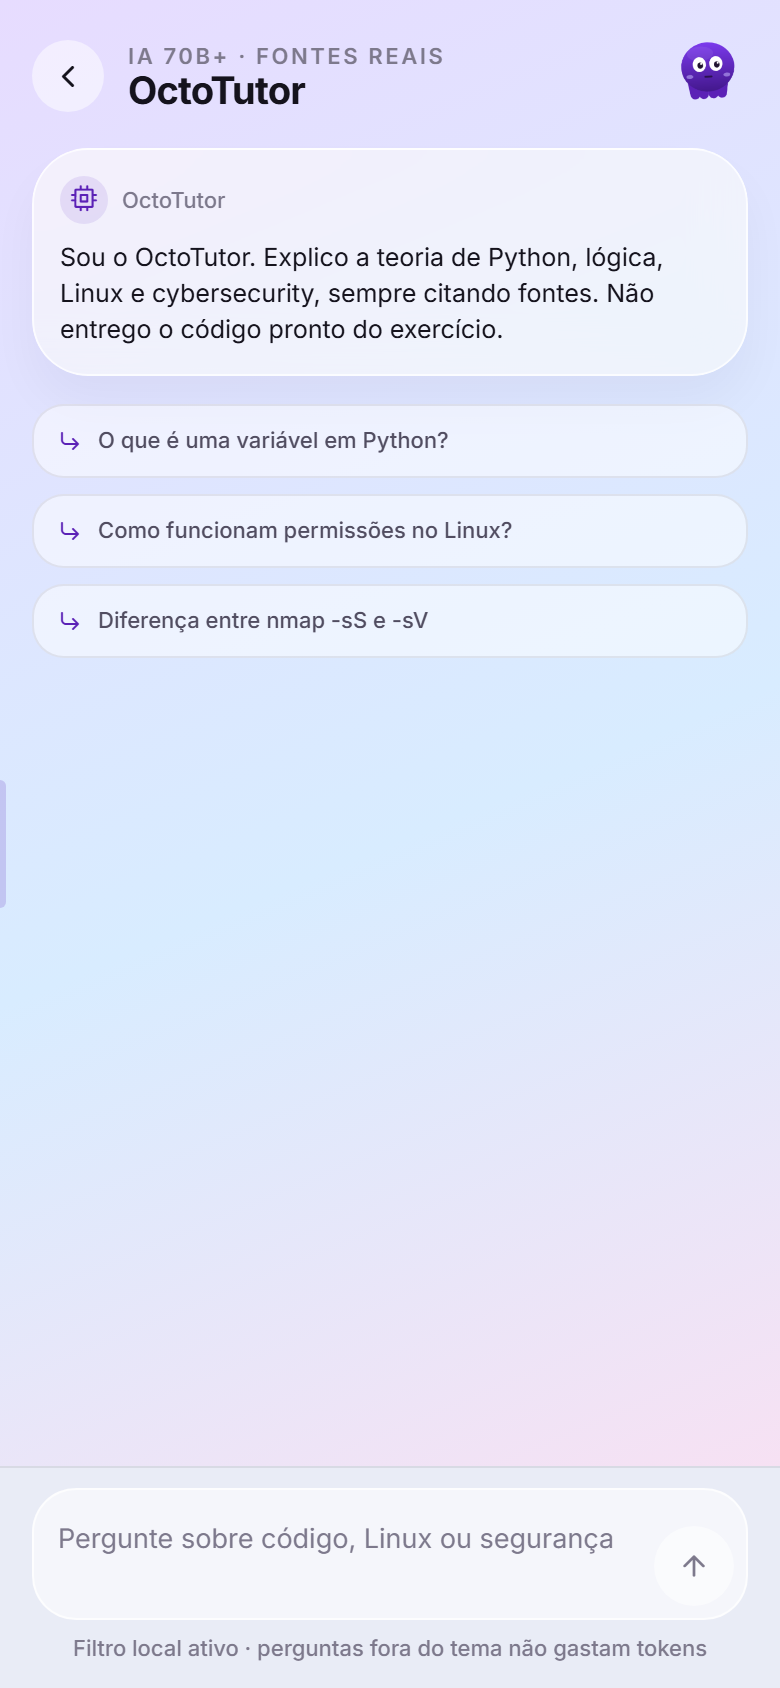 IA 70B+ · FONTES REAIS
OctoTutor
OctoTutor
Sou o OctoTutor. Explico a teoria de Python, lógica,
Linux e cybersecurity, sempre citando fontes. Não
entrego o código pronto do exercício.
O que é uma variável em Python?
Como funcionam permissões no Linux?
Diferença entre nmap -sS e -sV
Pergunte sobre código, Linux ou segurança
Filtro local ativo · perguntas fora do tema não gastam tokens